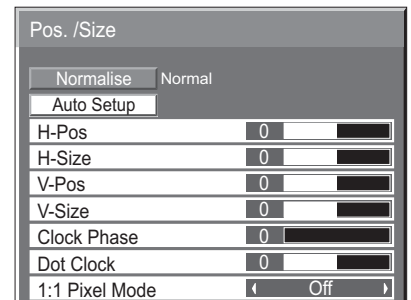 Pos. /Size
Normalise Normal
Auto Setup
H-Pos 0
H-Size 0
V-Pos 0
V-Size 0
Clock Phase 0
Dot Clock 0
1:1 Pixel Mode Off